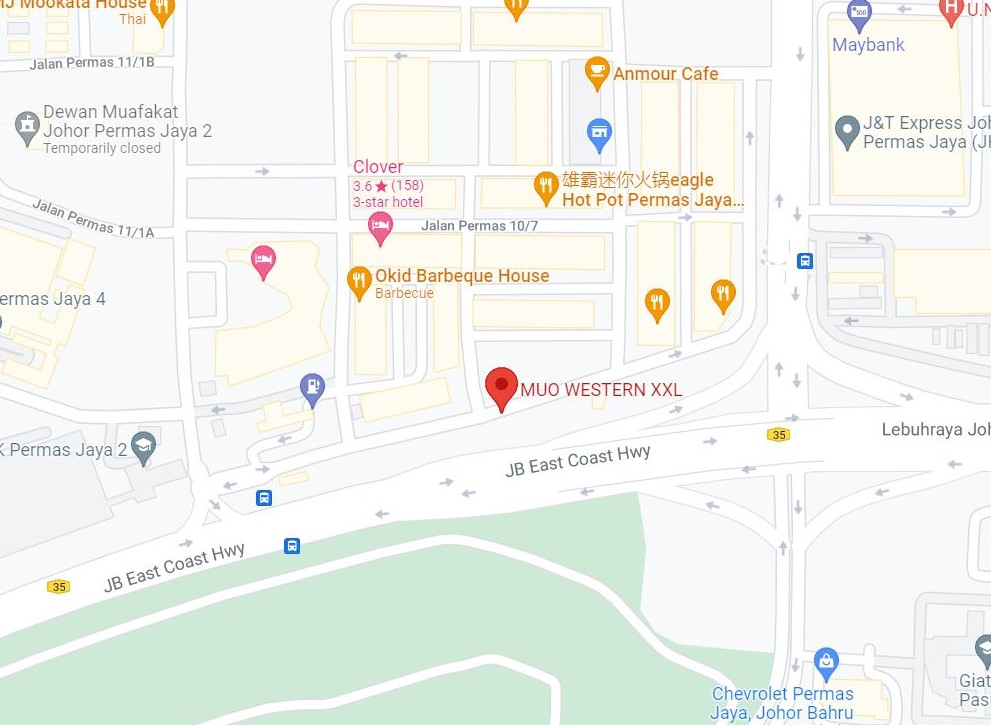 MJ Mookata House
Thai
300
Maybank
H
U.N
Jalan Permas 11/1B
Anmour Cafe
Dewan Muafakat
Johor Permas Jaya 2
Temporarily closed
J&T Express Joh
Permas Jaya (JH
Clover
3.6★(158)
3-star hotel
雄霸迷你火锅eagle
Hot Pot Permas Jaya...
Jalan Permas 11/1A
Jalan Permas 10/7
Okid Barbeque House
Barbecue
ermas Jaya 4
MUO WESTERN XXL
K Permas Jaya 2
JB East Coast Hwy
35
Lebuhraya Joh
JB East Coast Hwy
35
Chevrolet Permas
Jaya, Johor Bahru
Giat
Pas